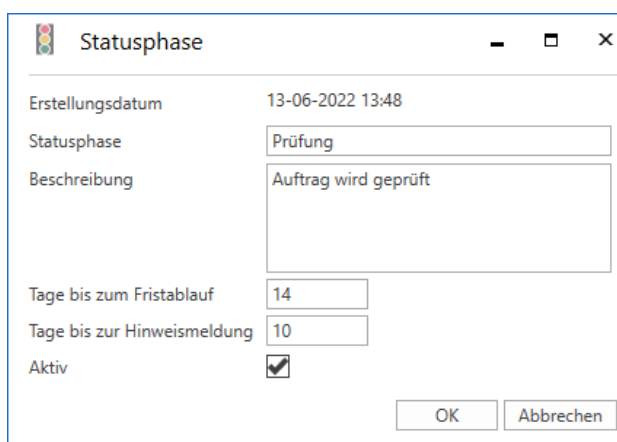 Statusphase
Erstellungsdatum 13-06-2022 13:48
Statusphase Prüfung
Beschreibung Auftrag wird geprüft
Tage bis zum Fristablauf 14
Tage bis zur Hinweismeldung 10
Aktiv
OK Abbrechen